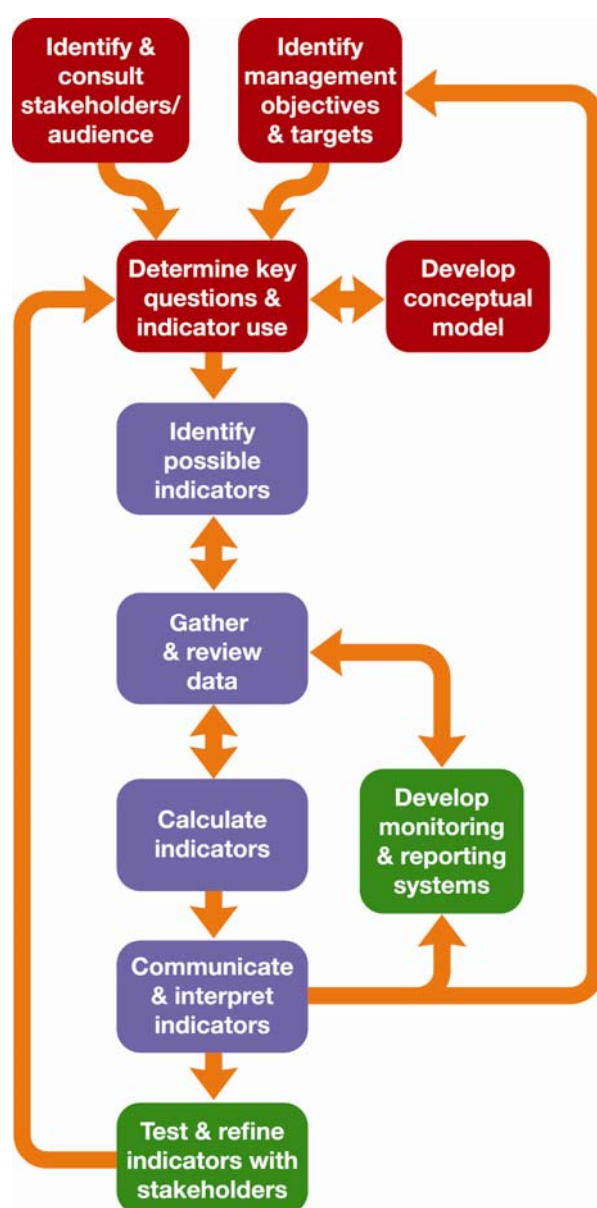 Identify &
consult
stakeholders/
audience
Identify
management
objectives
& targets
Determine key
questions &
indicator use
Develop
conceptual
model
Identify
possible
indicators
Gather
& review
data
Calculate
indicators
Develop
monitoring
& reporting
systems
Communicate
& interpret
indicators
Test & refine
indicators with
stakeholders